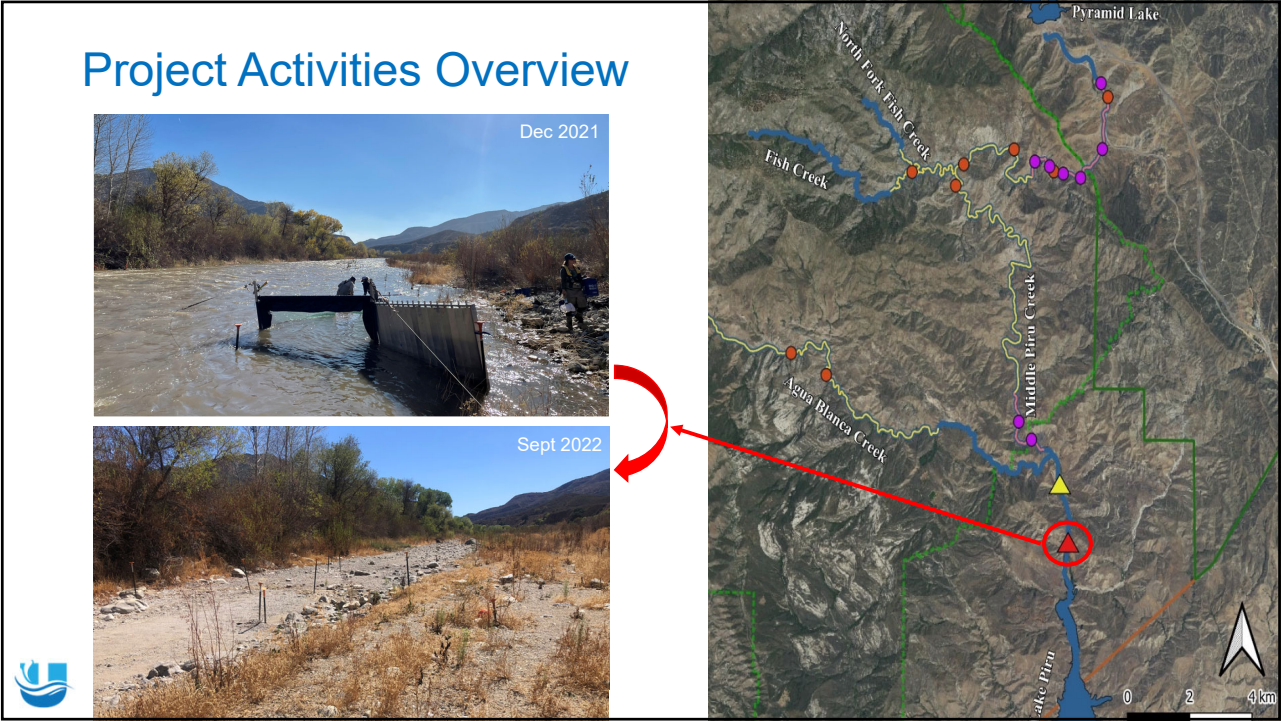 Project Activities Overview
Dec 2021
Sept 2022
Pyramid Lake
North Fork Fish Creek
Fish Creek
Middle Piru Creek
Agua Blanca Creek
ake Piru
0 2 4 km